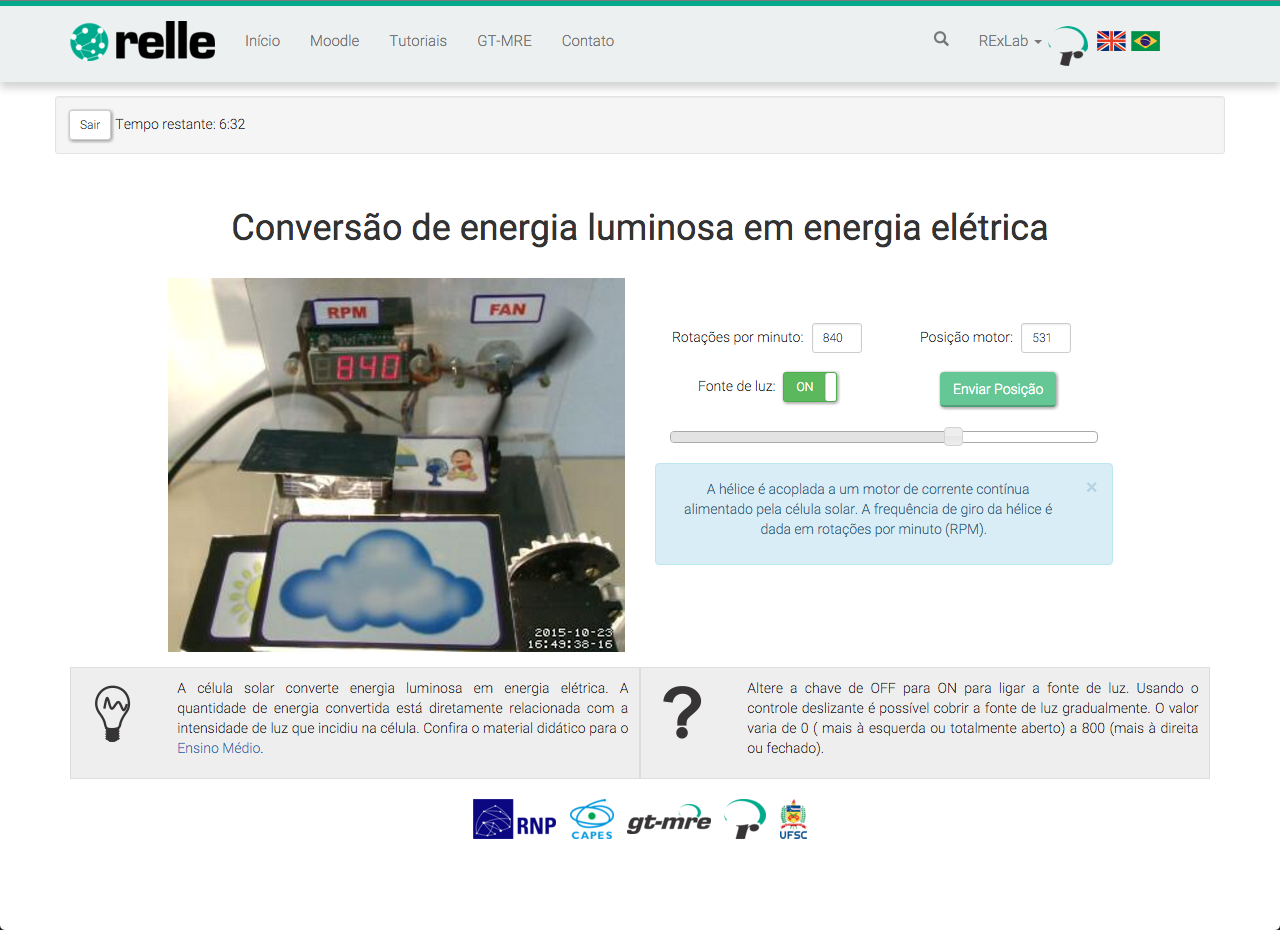 relle Início Moodle Tutoriais GT-MRE Contato RExLab
Sair Tempo restante: 6:32
Conversão de energia luminosa em energia elétrica
RPM FAN
840
2015-10-23
16:49:38-16
Rotações por minuto: 840 Posição motor: 531
Fonte de luz: ON Enviar Posição
A hélice é acoplada a um motor de corrente contínua ×
alimentado pela célula solar. A frequência de giro da hélice é
dada em rotações por minuto (RPM).
A célula solar converte energia luminosa em energia elétrica. A
quantidade de energia convertida está diretamente relacionada com a
intensidade de luz que incidiu na célula. Confira o material didático para o
Ensino Médio.
?
Altere a chave de OFF para ON para ligar a fonte de luz. Usando o
controle deslizante é possível cobrir a fonte de luz gradualmente. O valor
varia de 0 ( mais à esquerda ou totalmente aberto) a 800 (mais à direita
ou fechado).
RNP CAPES gt-mre r UFSC